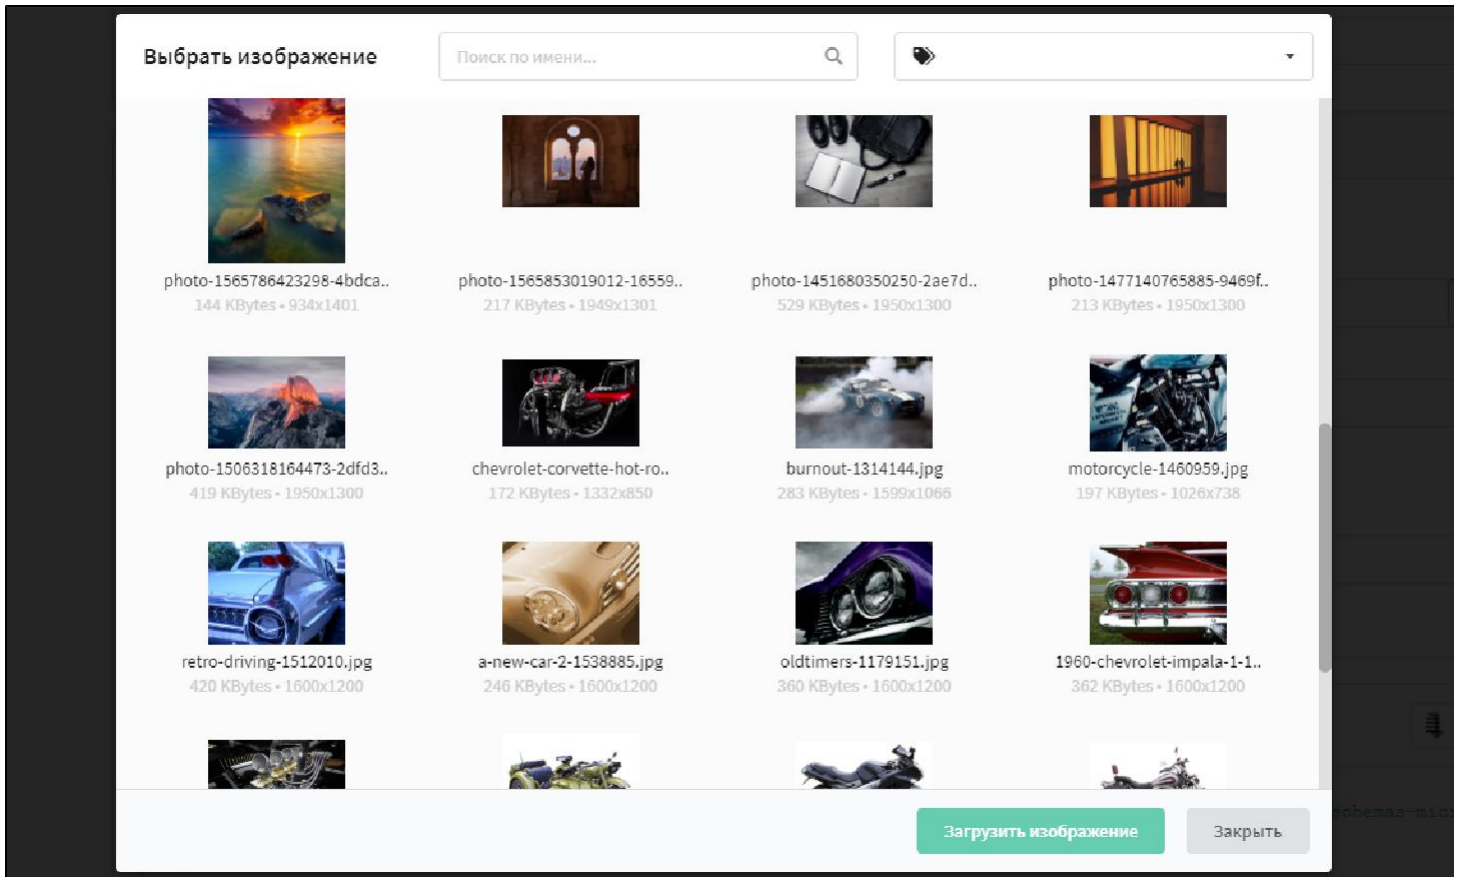 Выбрать изображение
Поиск по имени...
photo-1565786423298-4bdca.. photo-1565853019012-16559.. photo-1451680350250-2ae7d.. photo-1477140765885-9469f..
144 KBytes • 934x1401 217 KBytes • 1949x1301 529 KBytes • 1950x1300 213 KBytes • 1950x1300
photo-1506318164473-2dfd3.. chevrolet-corvette-hot-ro.. burnout-1314144.jpg motorcycle-1460959.jpg
419 KBytes • 1950x1300 172 KBytes • 1332x850 283 KBytes • 1599x1066 197 KBytes • 1026x738
retro-driving-1512010.jpg a-new-car-2-1538885.jpg oldtimers-1179151.jpg 1960-chevrolet-impala-1-1..
420 KBytes • 1600x1200 246 KBytes • 1600x1200 360 KBytes • 1600x1200 362 KBytes • 1600x1200
schemas-micr
Загрузить изображение Закрыть